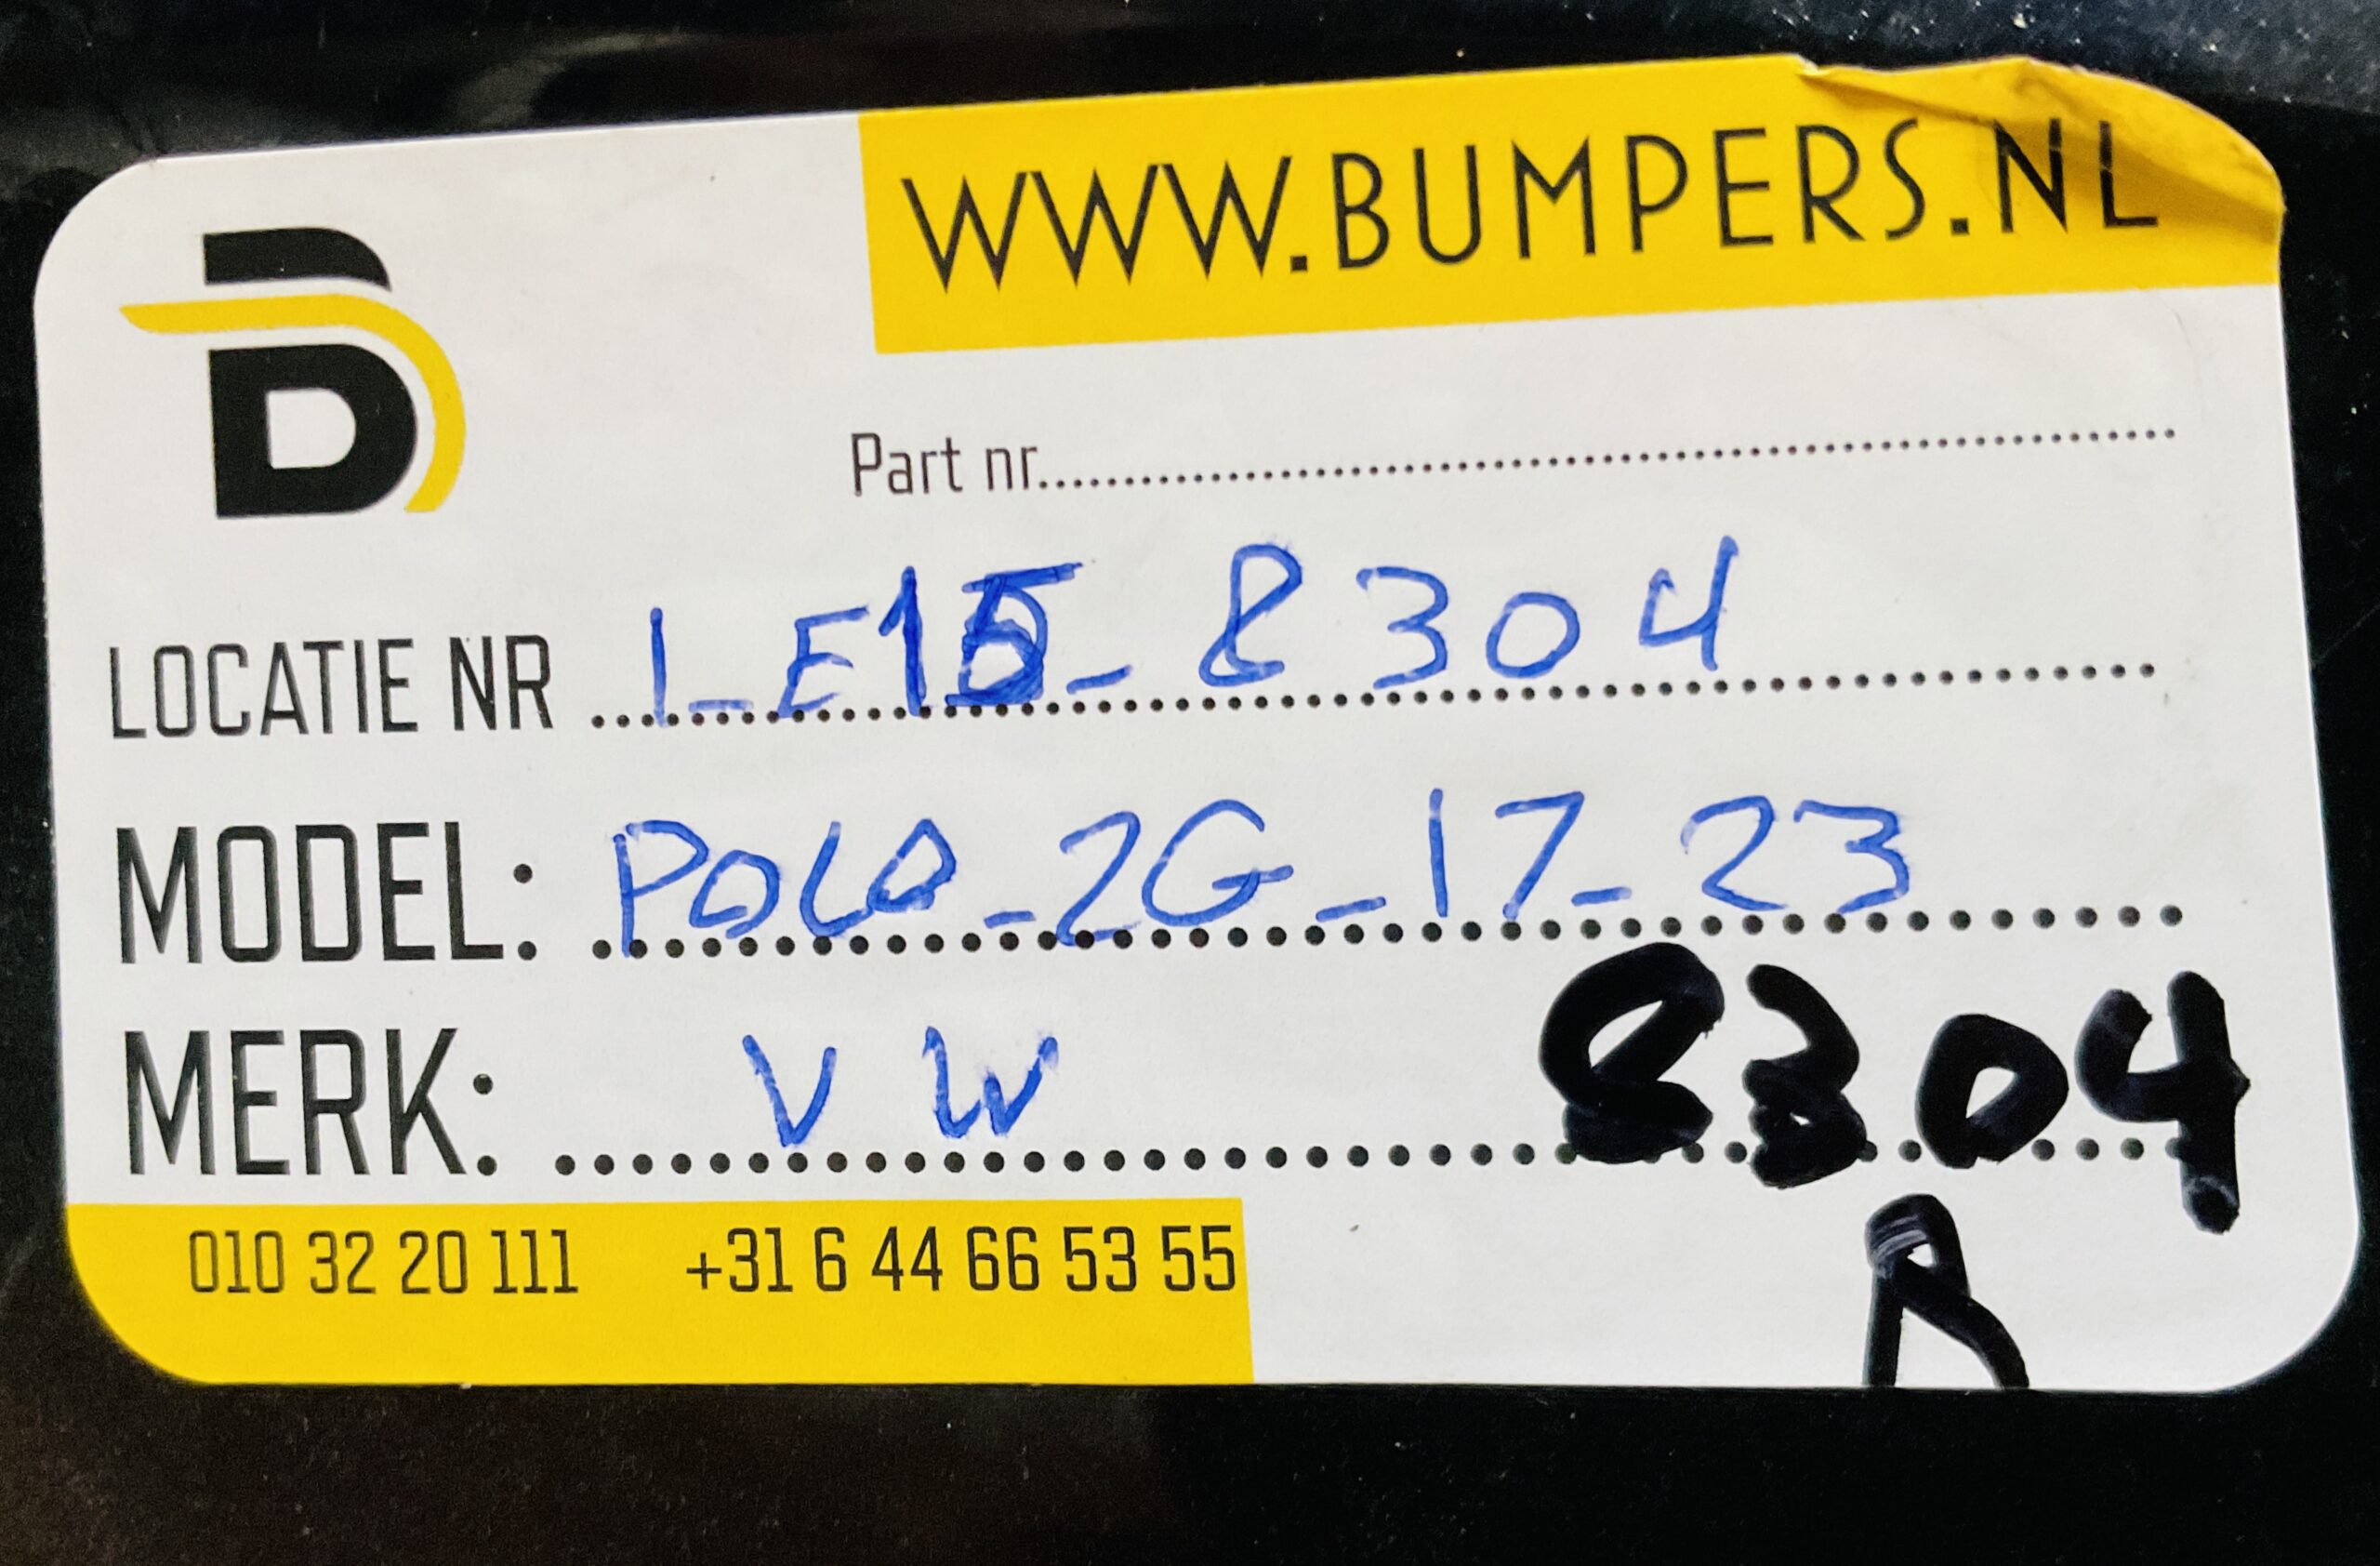 WWW.BUMPERS.NL
Part nr..........
LOCATIE NR 1_E15_8304
MODEL: POLO_2G_17_23
MERK: VW 8304
R
010 32 20 111 +31 6 44 66 53 55